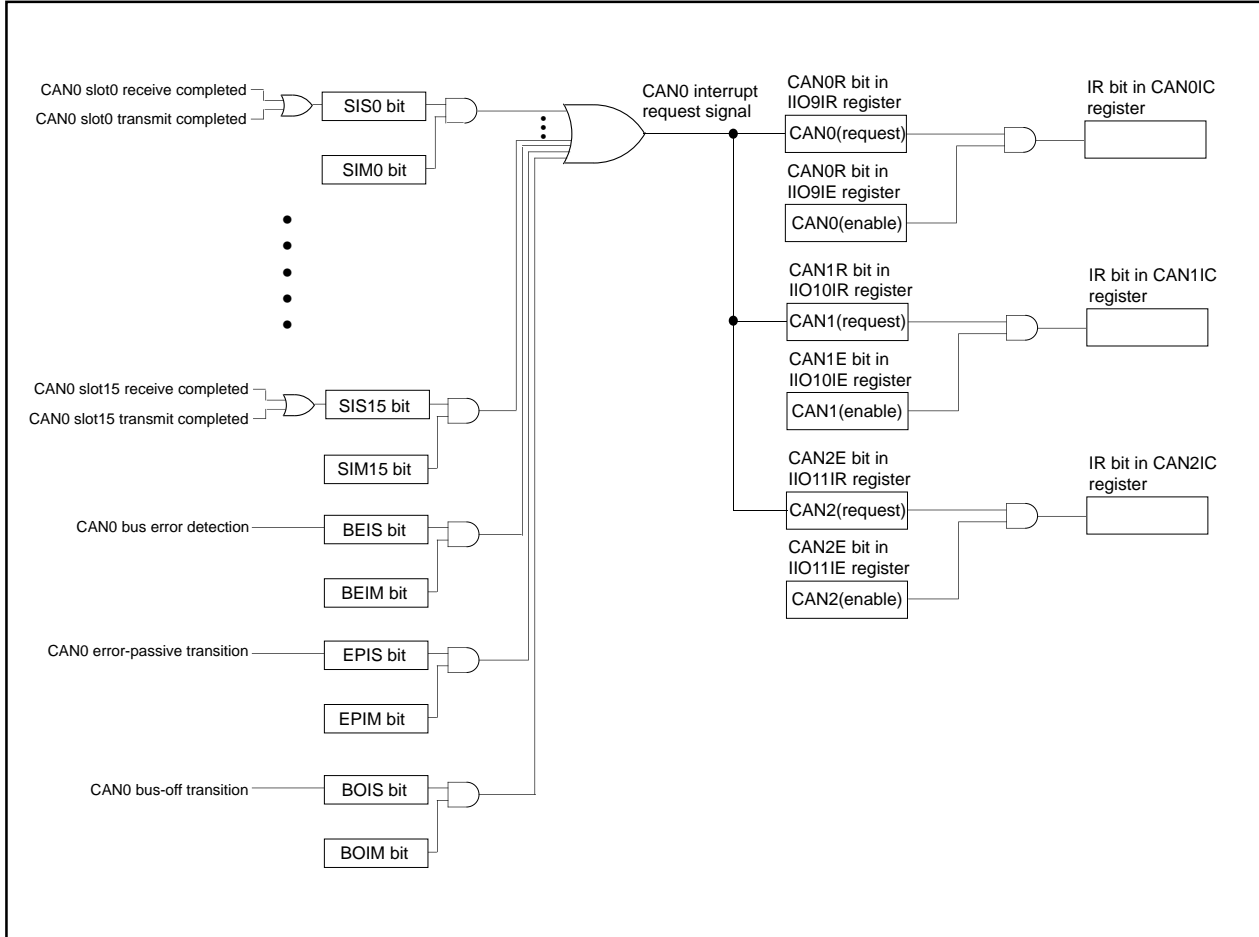 CAN0 slot0 receive completed
CAN0 slot0 transmit completed
SIS0 bit
SIM0 bit
CAN0 slot15 receive completed
CAN0 slot15 transmit completed
SIS15 bit
SIM15 bit
CAN0 bus error detection
BEIS bit
BEIM bit
CAN0 error-passive transition
EPIS bit
EPIM bit
CAN0 bus-off transition
BOIS bit
BOIM bit
CAN0 interrupt
request signal
CAN0R bit in
IIO9IR register
CAN0(request)
CAN0R bit in
IIO9IE register
CAN0(enable)
IR bit in CAN0IC
register
CAN1R bit in
IIO10IR register
CAN1(request)
CAN1E bit in
IIO10IE register
CAN1(enable)
IR bit in CAN1IC
register
CAN2E bit in
IIO11IR register
CAN2(request)
CAN2E bit in
IIO11IE register
CAN2(enable)
IR bit in CAN2IC
register